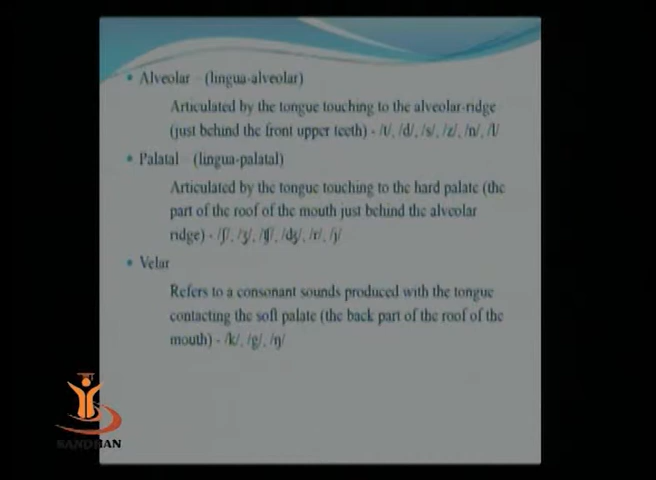 • Alveolar (lingua-alveolar)
Articulated by the tongue touching to the alveolar-ridge
(just behind the front upper teeth) - /t/, /d/, /s/, /z/, /n/, /l/
• Palatal (lingua-palatal)
Articulated by the tongue touching to the hard palate (the
part of the roof of the mouth just behind the alveolar
ridge) - /ʃ/, /ʒ/, /tʃ/, /dʒ/, /r/, /j/
• Velar
Refers to a consonant sounds produced with the tongue
contacting the soft palate (the back part of the roof of the
mouth) - /k/, /g/, /ŋ/
SANDHAN